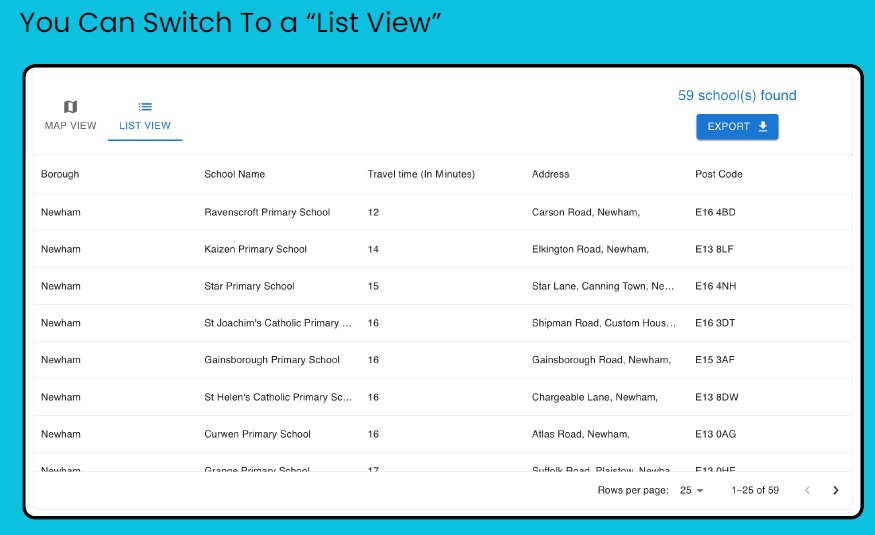 You Can Switch To a “List View”
59 school(s) found
MAP VIEW LIST VIEW
EXPORT
Borough School Name Travel time (In Minutes) Address Post Code
Newham Ravenscroft Primary School 12 Carson Road, Newham, E16 4BD
Newham Kaizen Primary School 14 Elkington Road, Newham, E13 8LF
Newham Star Primary School 15 Star Lane, Canning Town, Ne... E16 4NH
Newham St Joachim's Catholic Primary ... 16 Shipman Road, Custom Hous... E16 3DT
Newham Gainsborough Primary School 16 Gainsborough Road, Newham, E15 3AF
Newham St Helen's Catholic Primary Sc... 16 Chargeable Lane, Newham, E13 8DW
Newham Curwen Primary School 16 Atlas Road, Newham, E13 0AG
Newham Grange Primary School 17 Suffolk Road, Plaistow, Newha... E13 0HE
Rows per page: 25 1–25 of 59